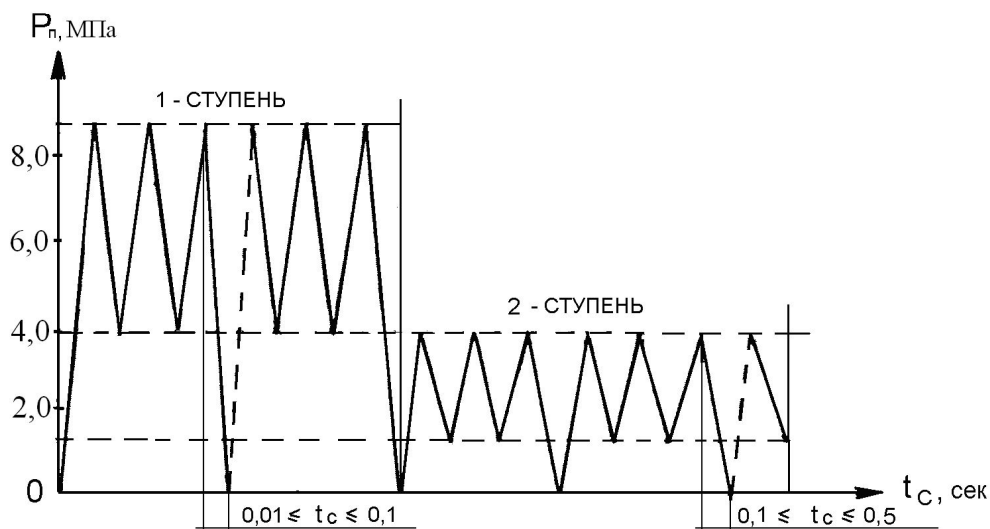 Pп, МПа
1 - СТУПЕНЬ
8,0
6,0
2 - СТУПЕНЬ
4,0
2,0
0
tС, сек
0,01 ≤ tс ≤ 0,1
0,1 ≤ tс ≤ 0,5